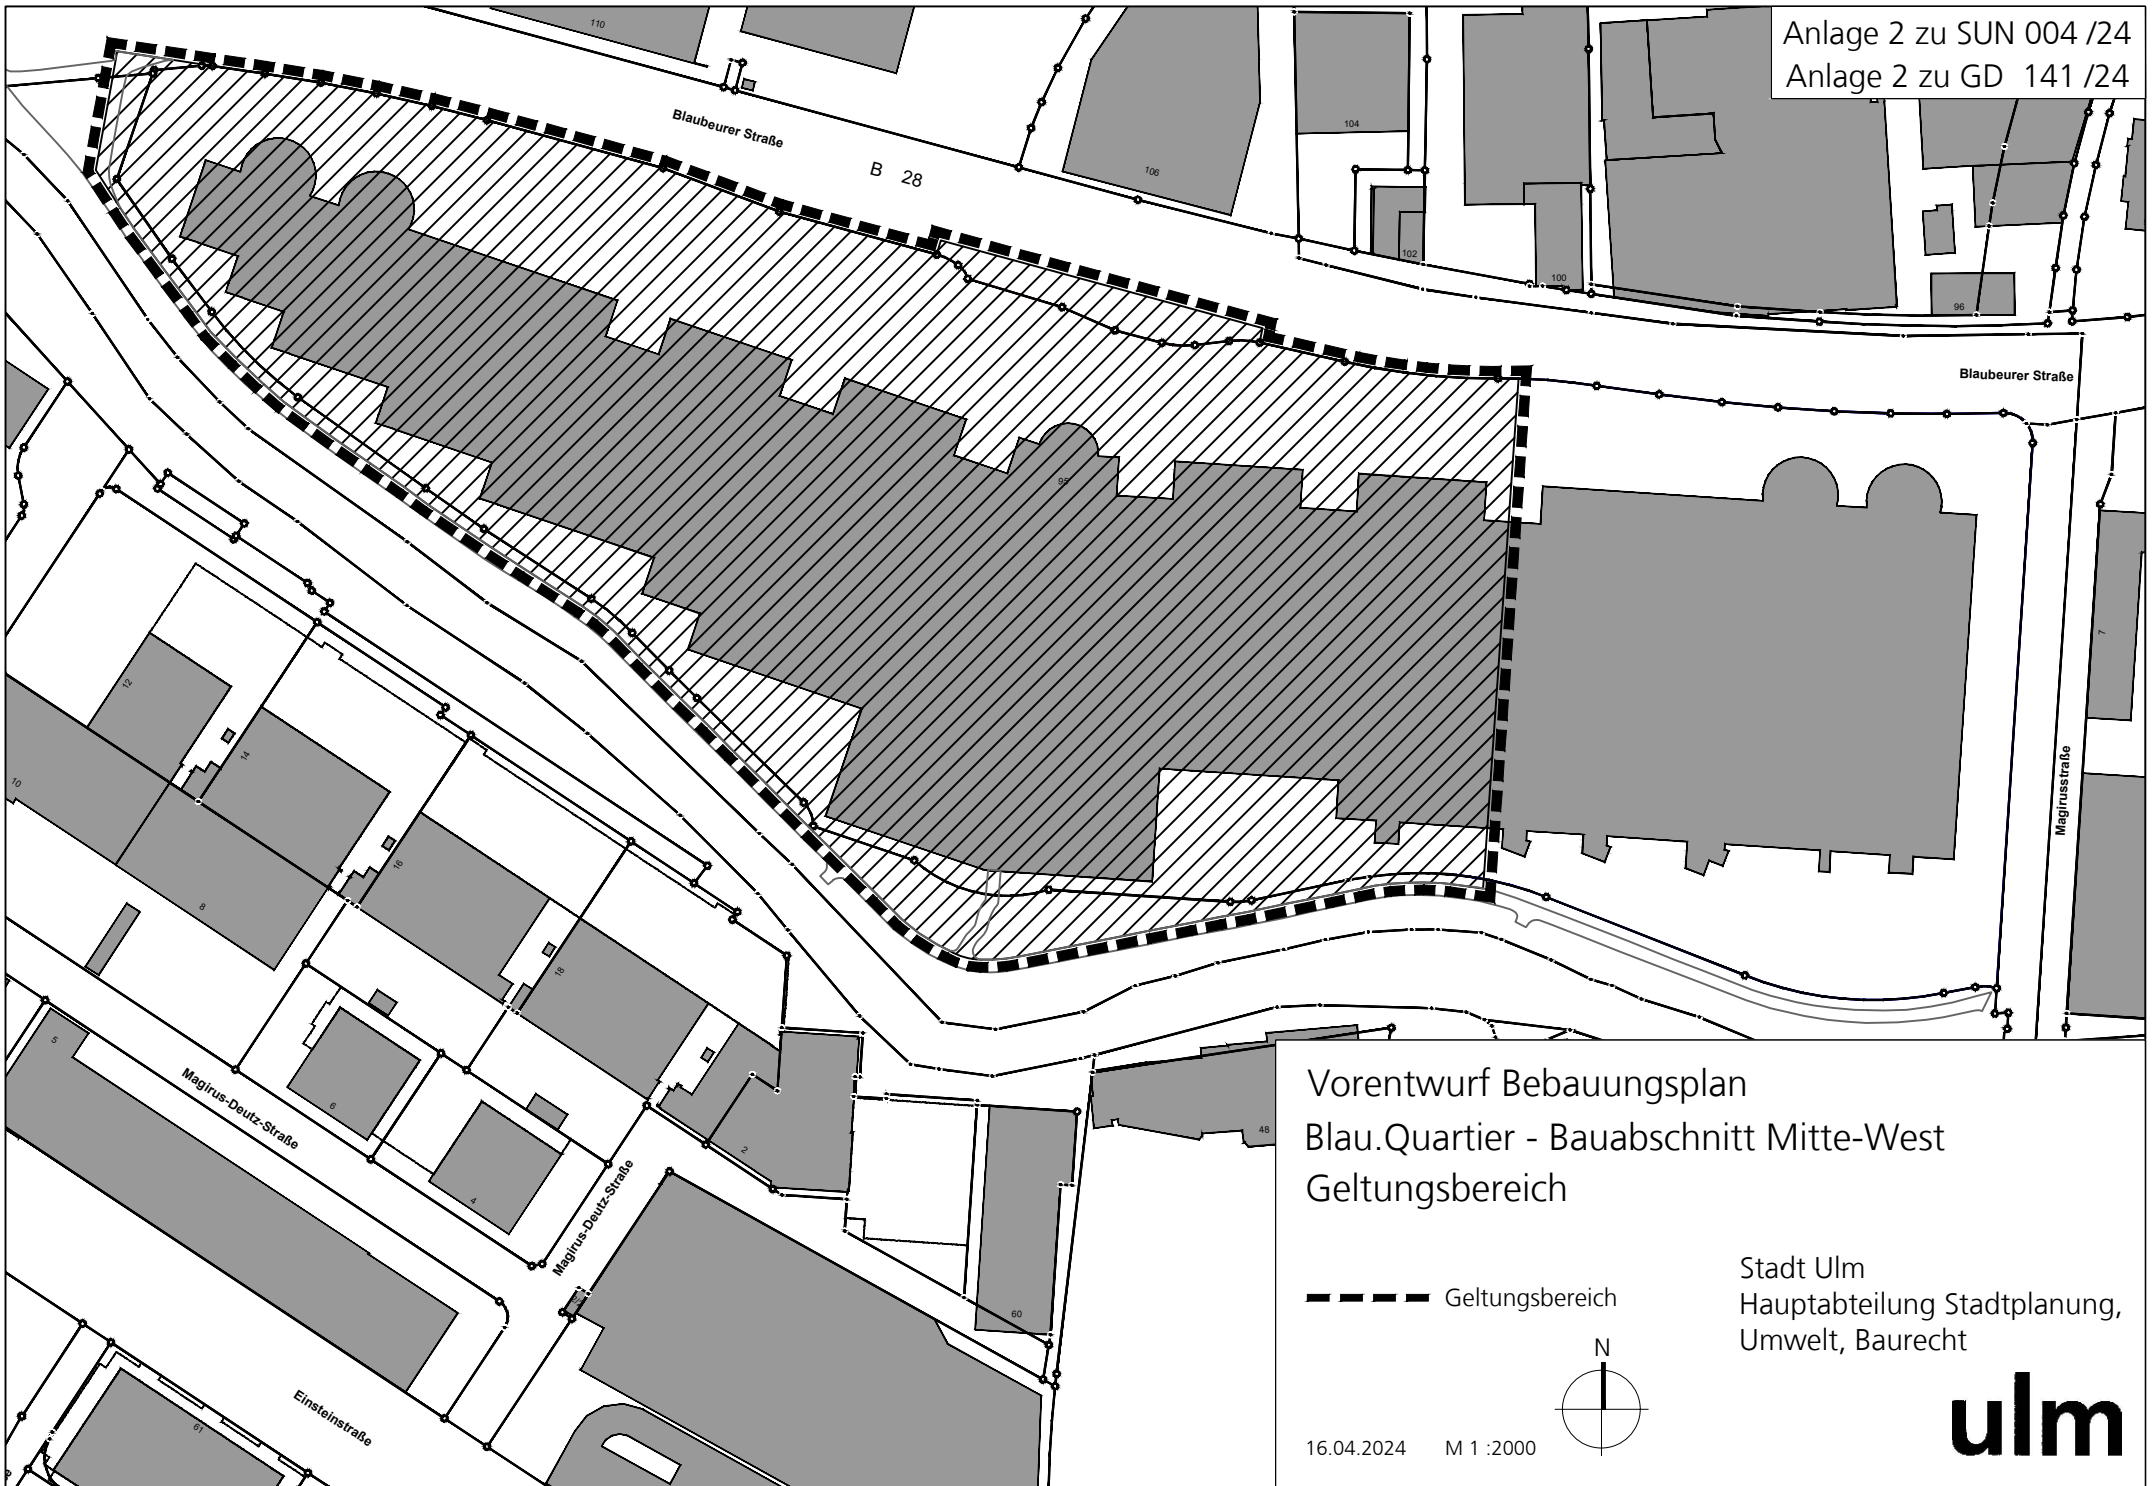 Anlage 2 zu SUN 004 /24
Anlage 2 zu GD 141 /24
110
Blaubeurer Straße
B 28
106
104
102
100
96
Blaubeurer Straße
95
7
Magirusstraße
12
14
10
16
8
18
5
6
Magirus-Deutz-Straße
4
2
Magirus-Deutz-Straße
48
60
Einsteinstraße
61
Vorentwurf Bebauungsplan
Blau.Quartier - Bauabschnitt Mitte-West
Geltungsbereich
Geltungsbereich
Stadt Ulm
Hauptabteilung Stadtplanung,
Umwelt, Baurecht
N
16.04.2024 M 1 :2000
ulm